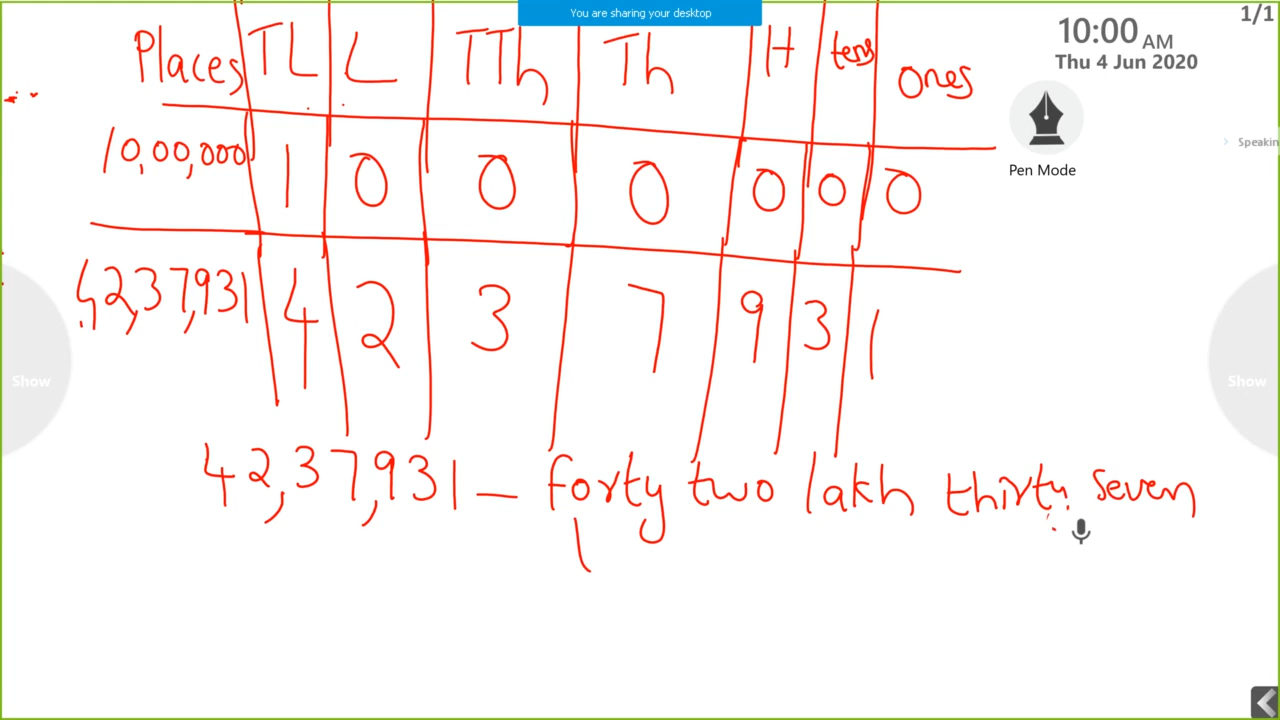 You are sharing your desktop
1/1
10:00 AM
Thu 4 Jun 2020
Places TL L TTh Th H tens ones
10,00,000 1 0 0 0 0 0 0
Pen Mode
Speakin
42,37,931 4 2 3 7 9 3 1
Show Show
42,37,931 — forty two lakh thirty seven